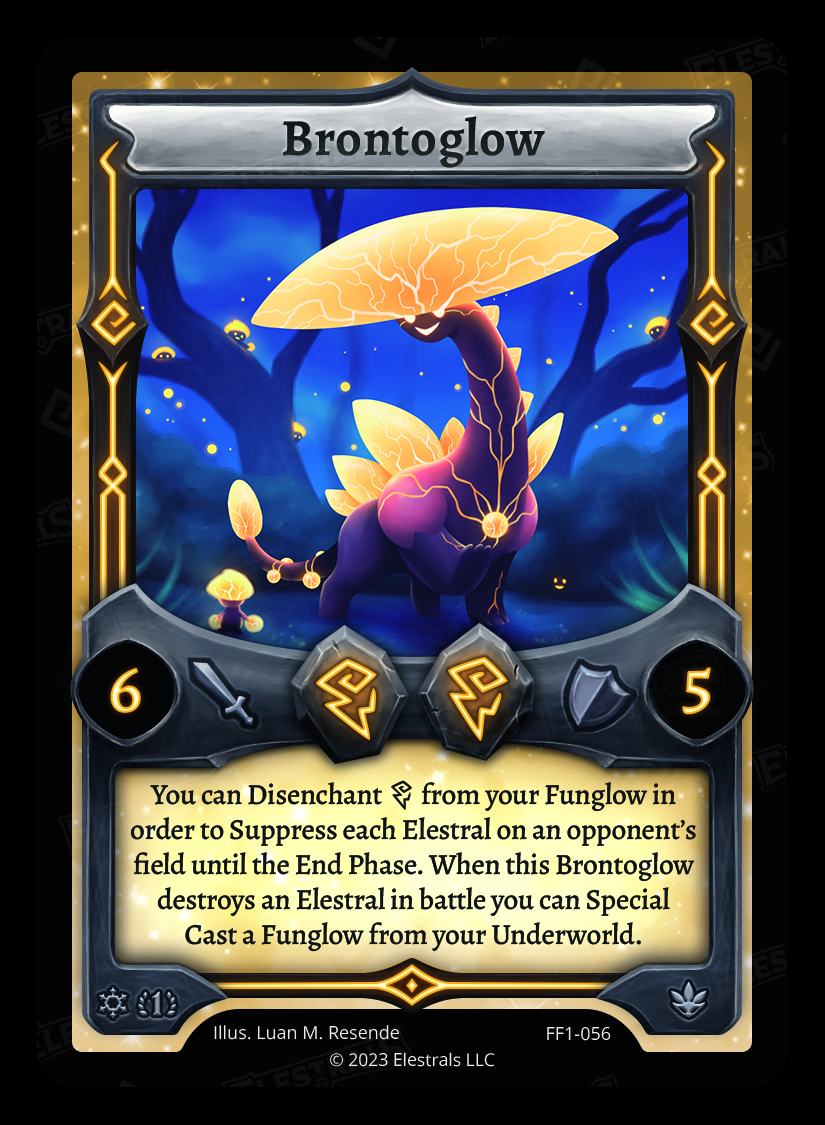 Brontoglow
6
5
You can Disenchant from your Funglow in
order to Suppress each Elestral on an opponent's
field until the End Phase. When this Brontoglow
destroys an Elestral in battle you can Special
Cast a Funglow from your Underworld.
1
Illus. Luan M. Resende
FF1-056
© 2023 Elestrals LLC